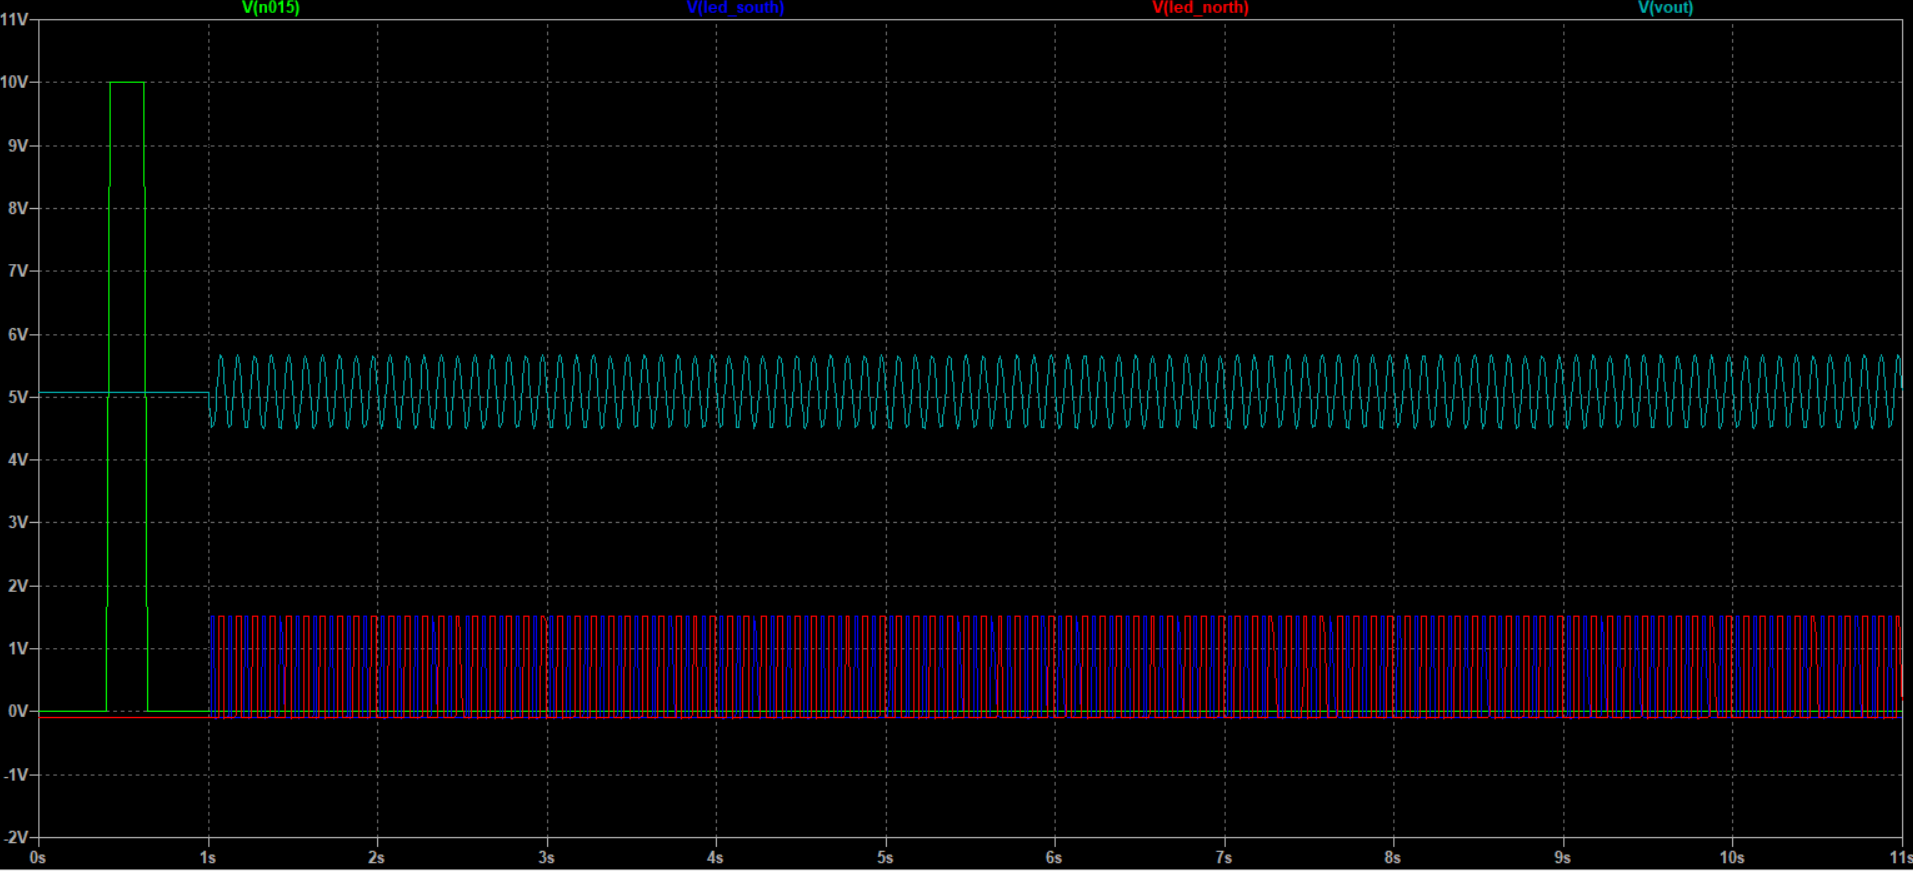 V(n015) V(led_south) V(led_north) V(vout)
11V
10V
9V
8V
7V
6V
5V
4V
3V
2V
1V
0V
-1V
-2V
0s 1s 2s 3s 4s 5s 6s 7s 8s 9s 10s 11s